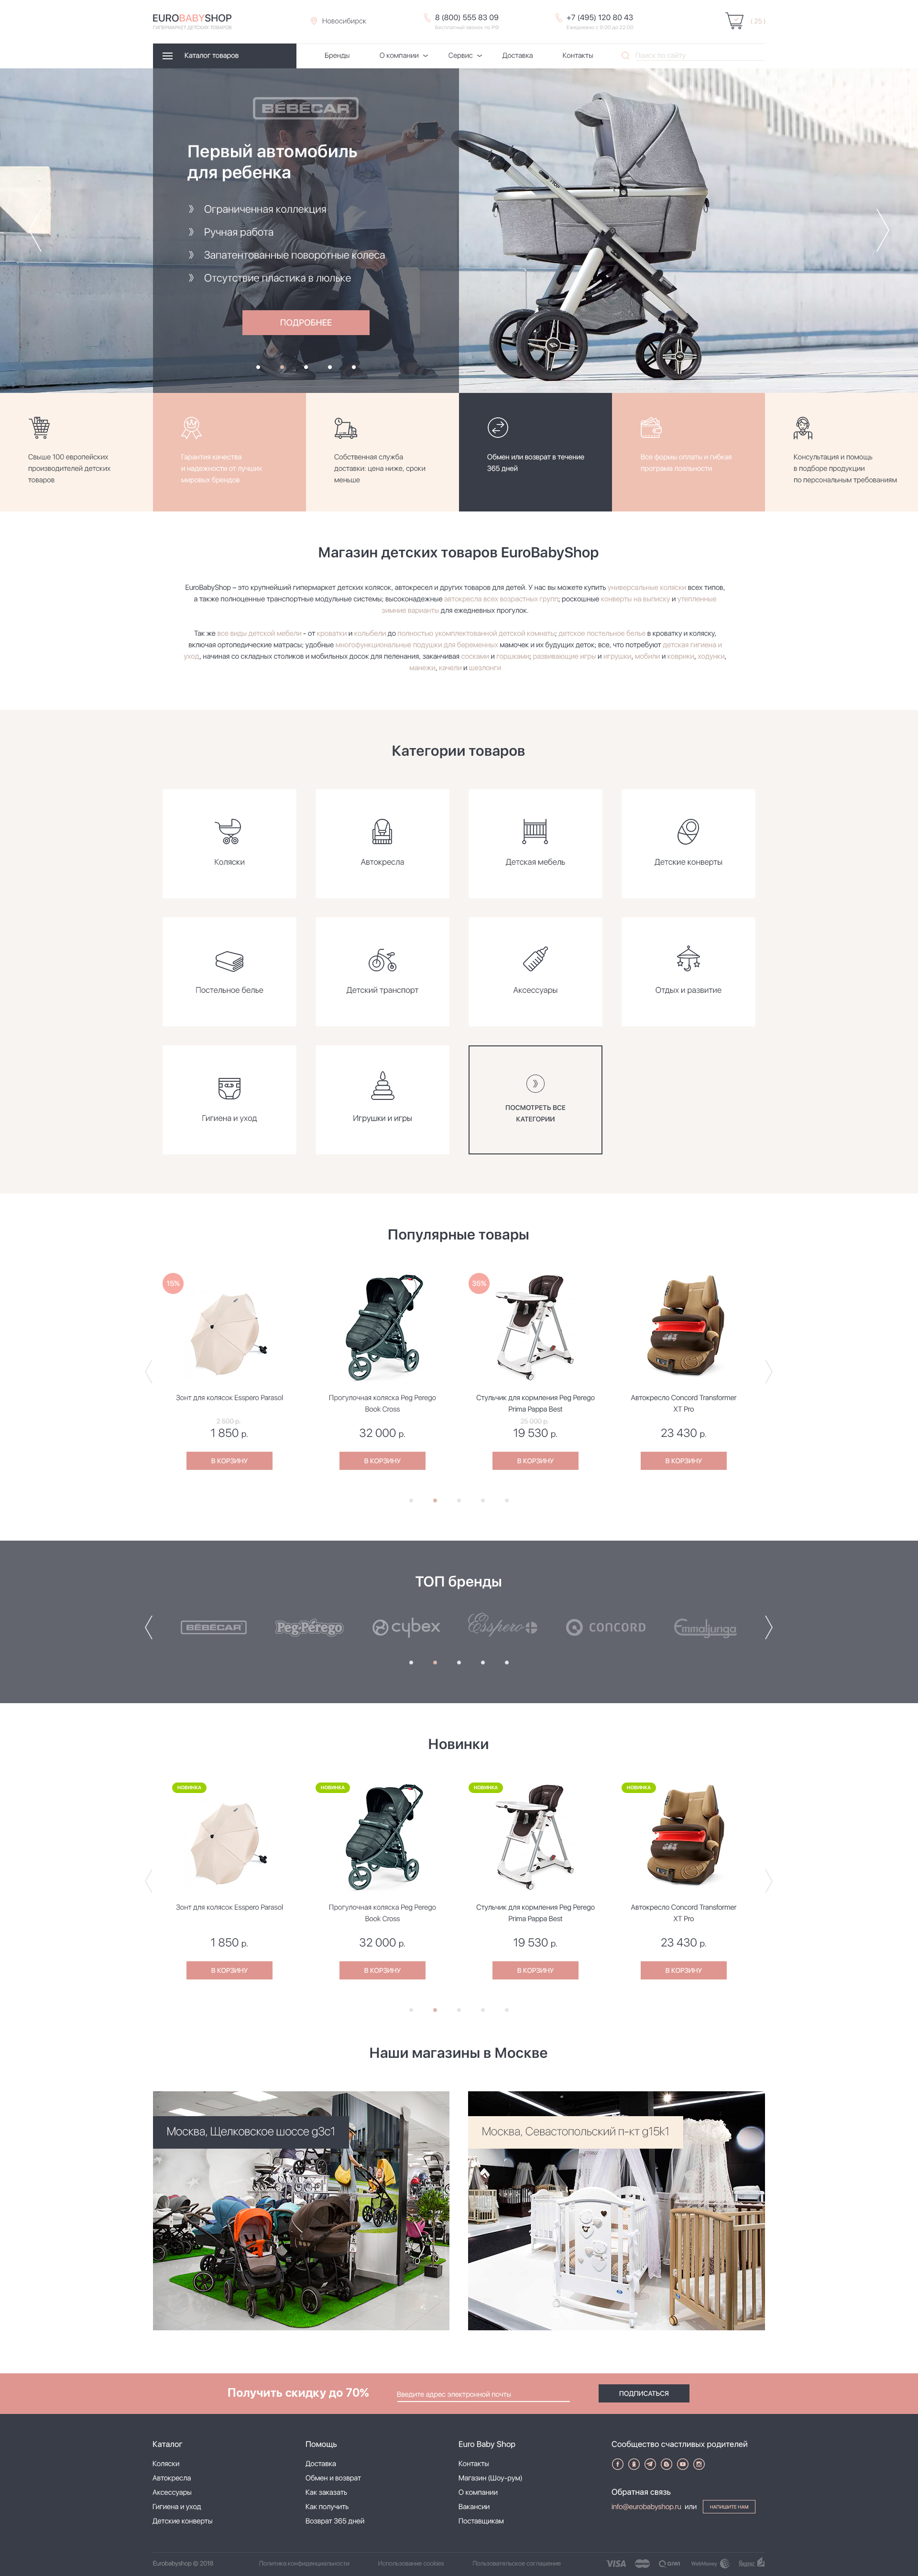 EUROBABYSHOP
ГИПЕРМАРКЕТ ДЕТСКИХ ТОВАРОВ
Новосибирск
8 (800) 555 83 09
Бесплатный звонок по РФ
+7 (495) 120 80 43
Ежедневно с 9:00 до 22:00
( 25 )
Каталог товаров
Бренды
О компании
Сервис
Доставка
Контакты
Поиск по сайту
BÉBÉCAR
Первый автомобиль
для ребенка
Ограниченная коллекция
Ручная работа
Запатентованные поворотные колеса
Отсутствие пластика в люльке
ПОДРОБНЕЕ
Свыше 100 европейских
производителей детских
товаров
Гарантия качества
и надежности от лучших
мировых брендов
Собственная служба
доставки: цена ниже, сроки
меньше
Обмен или возврат в течение
365 дней
Все формы оплаты и гибкая
программа лояльности
Консультация и помощь
в подборе продукции
по персональным требованиям
Магазин детских товаров EuroBabyShop
EuroBabyShop – это крупнейший гипермаркет детских колясок, автокресел и других товаров для детей. У нас вы можете купить универсальные коляски всех типов,
а также полноценные транспортные модульные системы; высоконадежные автокресла всех возрастных групп; роскошные конверты на выписку и утепленные
зимние варианты для ежедневных прогулок.
Так же все виды детской мебели - от кроватки и колыбели до полностью укомплектованной детской комнаты; детское постельное белье в кроватку и коляску,
включая ортопедические матрасы; удобные многофункциональные подушки для беременных мамочек и их будущих деток; все, что потребуют детская гигиена и
уход, начиная со складных столиков и мобильных досок для пеленания, заканчивая сосками и горшками; развивающие игры и игрушки, мобили и коврики, ходунки,
манежи, качели и шезлонги
Категории товаров
Коляски
Автокресла
Детская мебель
Детские конверты
Постельное белье
Детский транспорт
Аксессуары
Отдых и развитие
Гигиена и уход
Игрушки и игры
ПОСМОТРЕТЬ ВСЕ
КАТЕГОРИИ
Популярные товары
15%
35%
Зонт для колясок Esspero Parasol
2 500 р.
1 850 р.
В КОРЗИНУ
Прогулочная коляска Peg Perego
Book Cross
32 000 р.
В КОРЗИНУ
Стульчик для кормления Peg Perego
Prima Pappa Best
25 000 р.
19 530 р.
В КОРЗИНУ
Автокресло Concord Transformer
XT Pro
23 430 р.
В КОРЗИНУ
ТОП бренды
BÉBÉCAR
Peg-Pérego
cybex
Esspero
CONCORD
Emmaljunga
Новинки
НОВИНКА
НОВИНКА
НОВИНКА
НОВИНКА
Зонт для колясок Esspero Parasol
1 850 р.
В КОРЗИНУ
Прогулочная коляска Peg Perego
Book Cross
32 000 р.
В КОРЗИНУ
Стульчик для кормления Peg Perego
Prima Pappa Best
19 530 р.
В КОРЗИНУ
Автокресло Concord Transformer
XT Pro
23 430 р.
В КОРЗИНУ
Наши магазины в Москве
Москва, Щелковское шоссе д3с1
Москва, Севастопольский п-кт д15к1
Получить скидку до 70%
Введите адрес электронной почты
ПОДПИСАТЬСЯ
Каталог
Коляски
Автокресла
Аксессуары
Гигиена и уход
Детские конверты
Помощь
Доставка
Обмен и возврат
Как заказать
Как получить
Возврат 365 дней
Euro Baby Shop
Контакты
Магазин (Шоу-рум)
О компании
Вакансии
Поставщикам
Сообщество счастливых родителей
Обратная связь
info@eurobabyshop.ru или
НАПИШИТЕ НАМ
Eurobabyshop © 2016
Политика конфиденциальности
Использование cookies
Пользовательское соглашение
VISA
MasterCard
QIWI
WebMoney
Яндекс